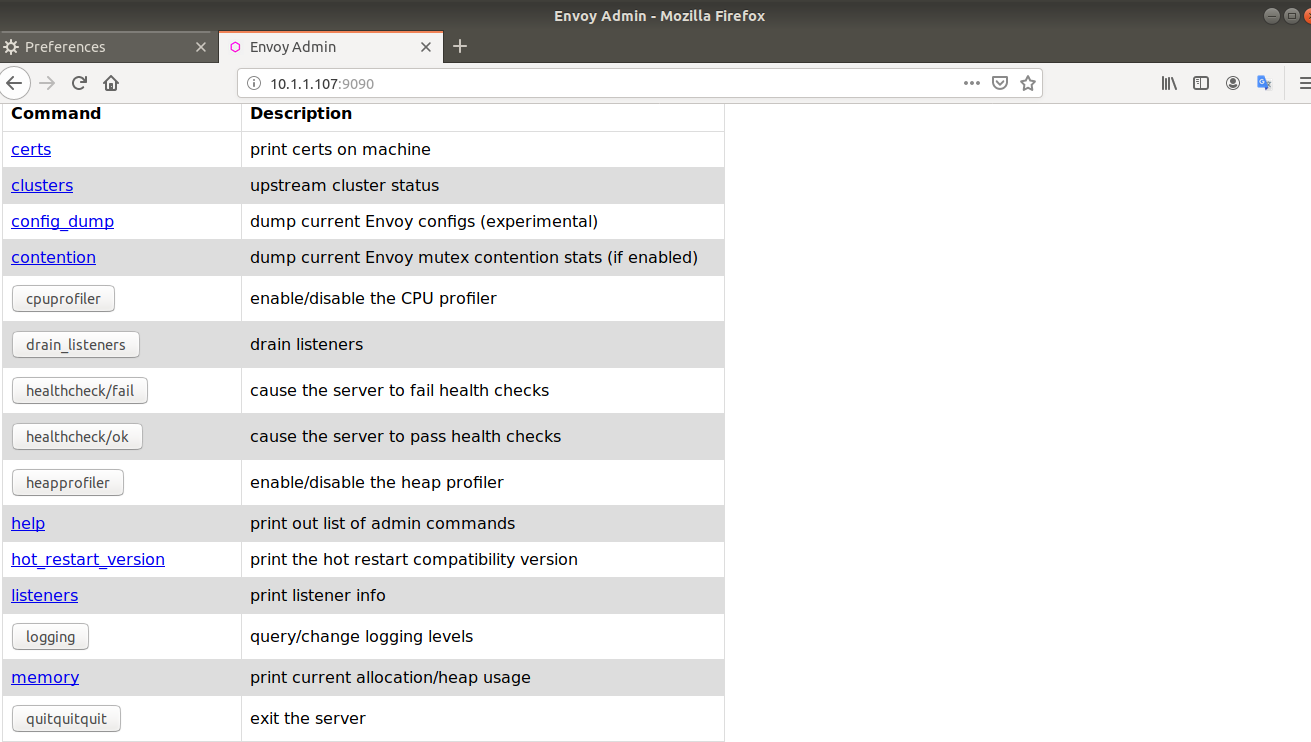 Envoy Admin - Mozilla Firefox
Preferences
Envoy Admin
10.1.1.107:9090
Command Description
certs print certs on machine
clusters upstream cluster status
config_dump dump current Envoy configs (experimental)
contention dump current Envoy mutex contention stats (if enabled)
cpuprofiler enable/disable the CPU profiler
drain_listeners drain listeners
healthcheck/fail cause the server to fail health checks
healthcheck/ok cause the server to pass health checks
heapprofiler enable/disable the heap profiler
help print out list of admin commands
hot_restart_version print the hot restart compatibility version
listeners print listener info
logging query/change logging levels
memory print current allocation/heap usage
quitquitquit exit the server